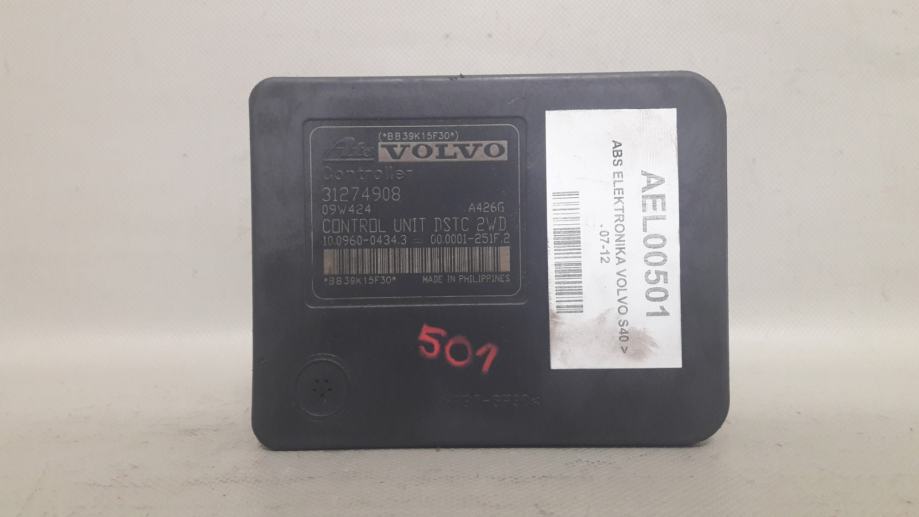 (*BB39K15F30*)
Ate VOLVO
Controller
31274908
09W424 A426G
CONTROL UNIT DSTC 2WD
10.0960-0434.3 = 00.0001-251F.2
*BB39K15F30* MADE IN PHILIPPINES
501
AEL00501
ABS ELEKTRONIKA VOLVO S40 >
.07-12